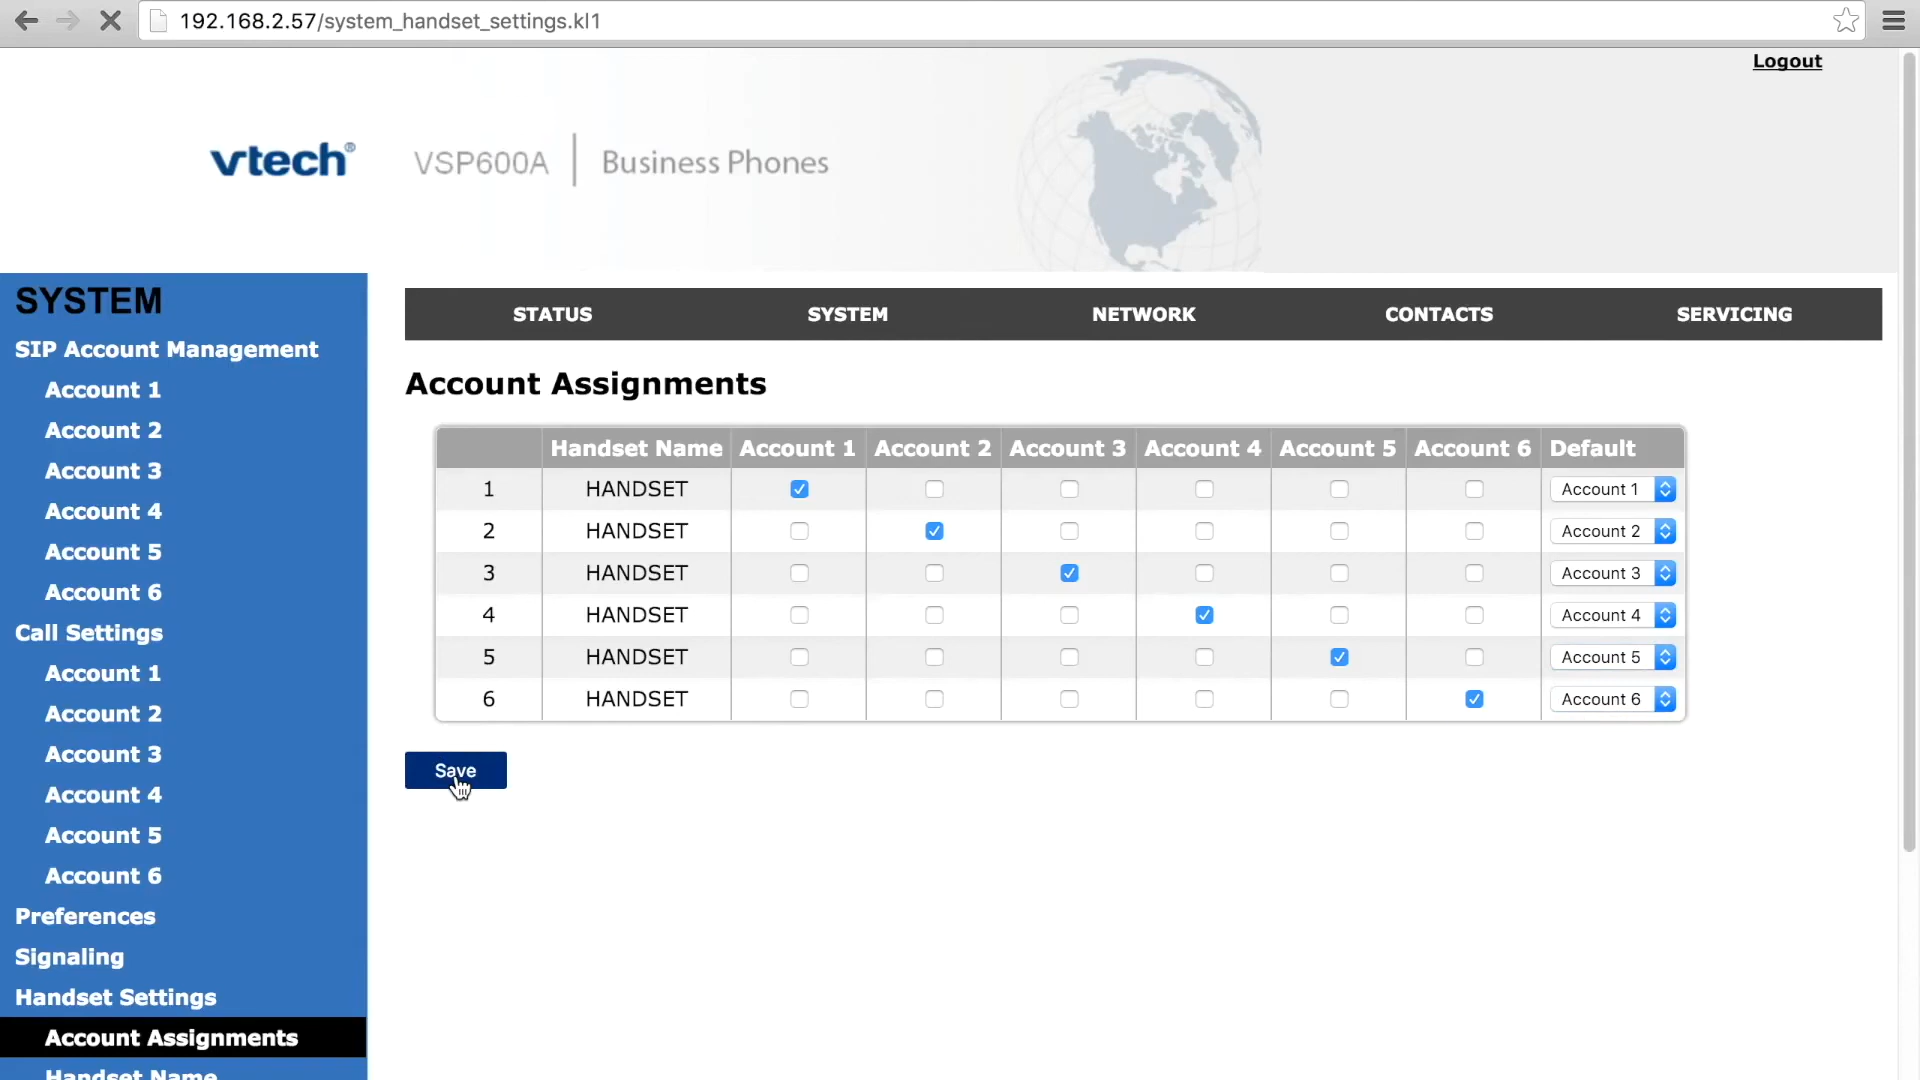 192.168.2.57/system_handset_settings.kl1
Logout
vtech® VSP600A | Business Phones
SYSTEM
SIP Account Management
Account 1
Account 2
Account 3
Account 4
Account 5
Account 6
Call Settings
Account 1
Account 2
Account 3
Account 4
Account 5
Account 6
Preferences
Signaling
Handset Settings
Account Assignments
Handset Name
STATUS SYSTEM NETWORK CONTACTS SERVICING
Account Assignments
Handset Name Account 1 Account 2 Account 3 Account 4 Account 5 Account 6 Default
1 HANDSET Account 1
2 HANDSET Account 2
3 HANDSET Account 3
4 HANDSET Account 4
5 HANDSET Account 5
6 HANDSET Account 6
Save